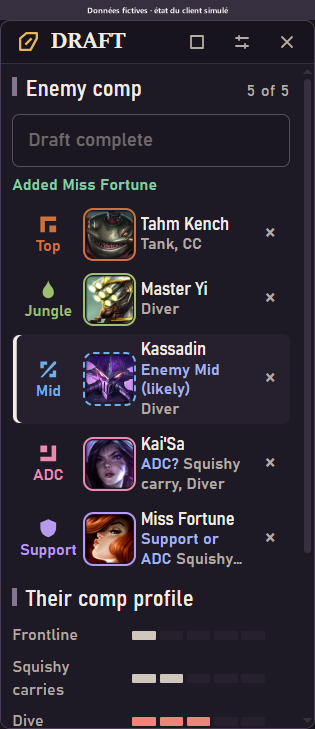 Données fictives · état du client simulé
DRAFT
Enemy comp
5 of 5
Draft complete
Added Miss Fortune
Top
Tahm Kench
Tank, CC
Jungle
Master Yi
Diver
Mid
Kassadin
Enemy Mid
(likely)
Diver
ADC
Kai'Sa
ADC? Squishy
carry, Diver
Support
Miss Fortune
Support or
ADC Squishy...
Their comp profile
Frontline
Squishy
carries
Dive